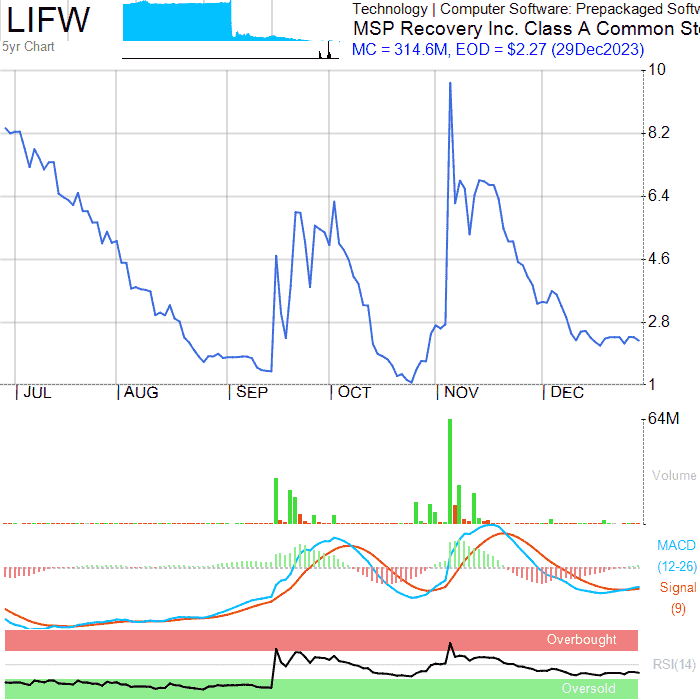 LIFW
5yr Chart
Technology | Computer Software: Prepackaged Softw
MSP Recovery Inc. Class A Common Sto
MC = 314.6M, EOD = $2.27 (29Dec2023)
10
8.2
6.4
4.6
2.8
1
JUL AUG SEP OCT NOV DEC
64M
Volume
MACD
(12-26)
Signal
(9)
Overbought
RSI(14)
Oversold